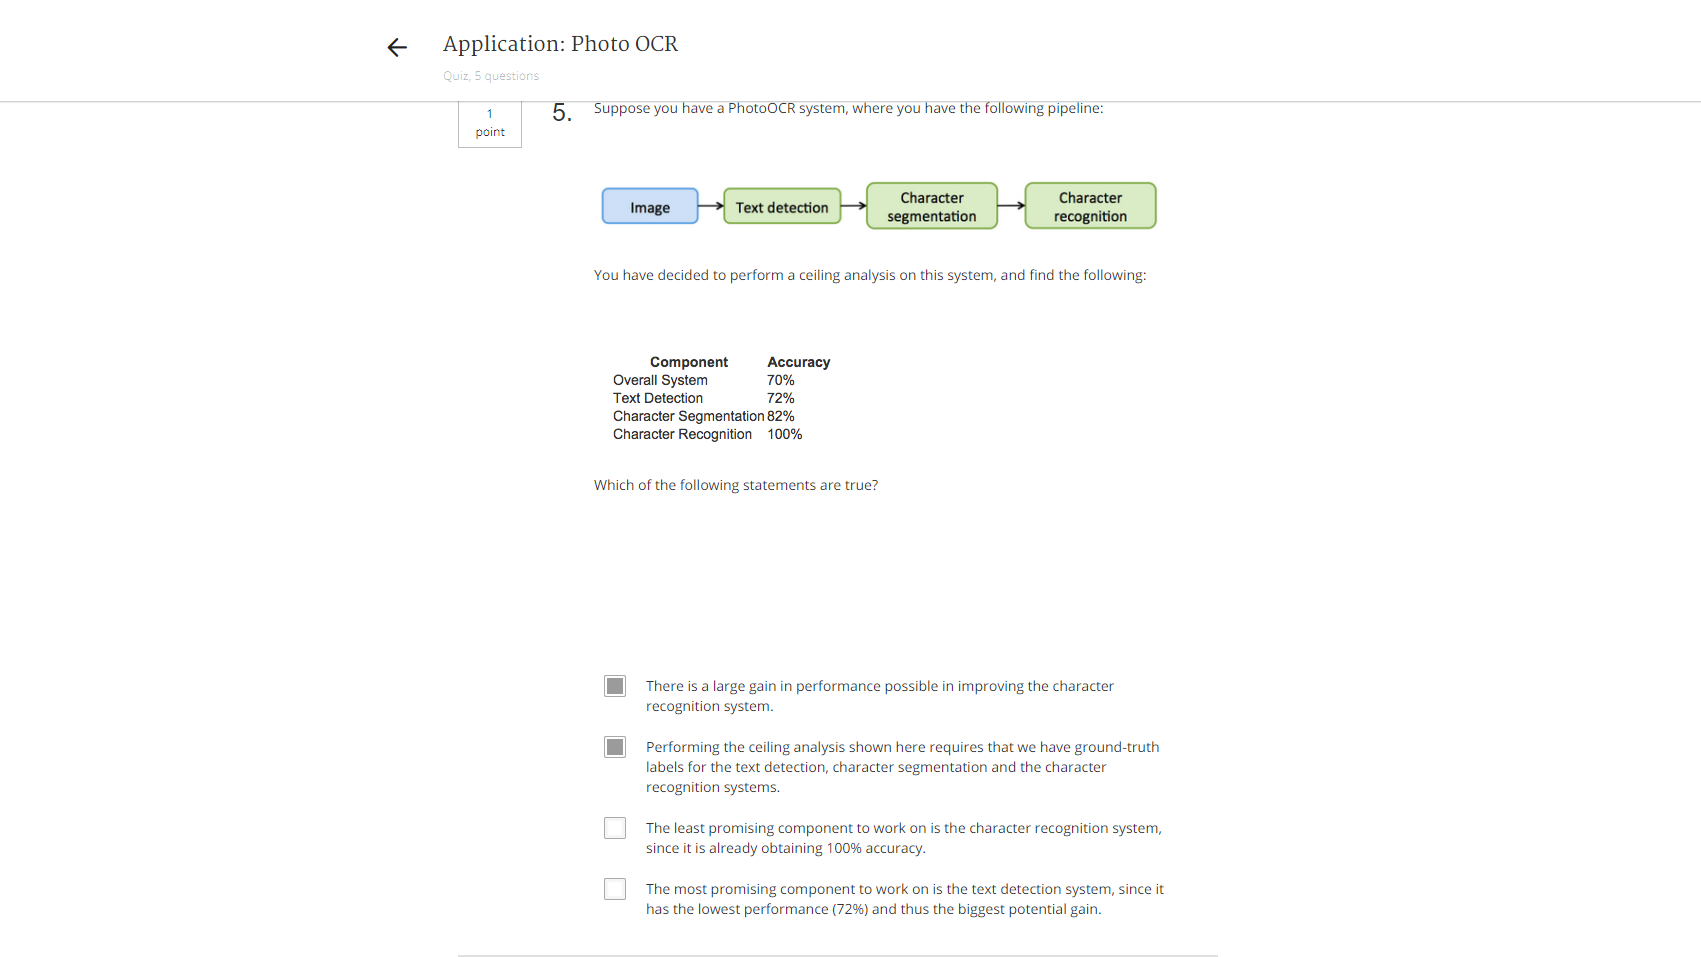 Application: Photo OCR
Quiz, 5 questions
1
point
5.
Suppose you have a PhotoOCR system, where you have the following pipeline:
Image
Text detection
Character
segmentation
Character
recognition
You have decided to perform a ceiling analysis on this system, and find the following:
Component Accuracy
Overall System 70%
Text Detection 72%
Character Segmentation 82%
Character Recognition 100%
Which of the following statements are true?
There is a large gain in performance possible in improving the character
recognition system.
Performing the ceiling analysis shown here requires that we have ground-truth
labels for the text detection, character segmentation and the character
recognition systems.
The least promising component to work on is the character recognition system,
since it is already obtaining 100% accuracy.
The most promising component to work on is the text detection system, since it
has the lowest performance (72%) and thus the biggest potential gain.